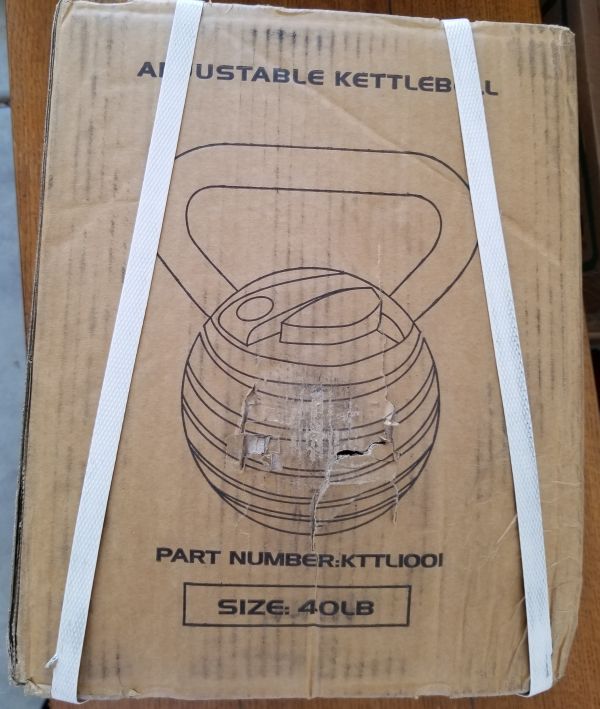 ADJUSTABLE KETTLEBELL
PART NUMBER:KTTL1001
SIZE: 40LB